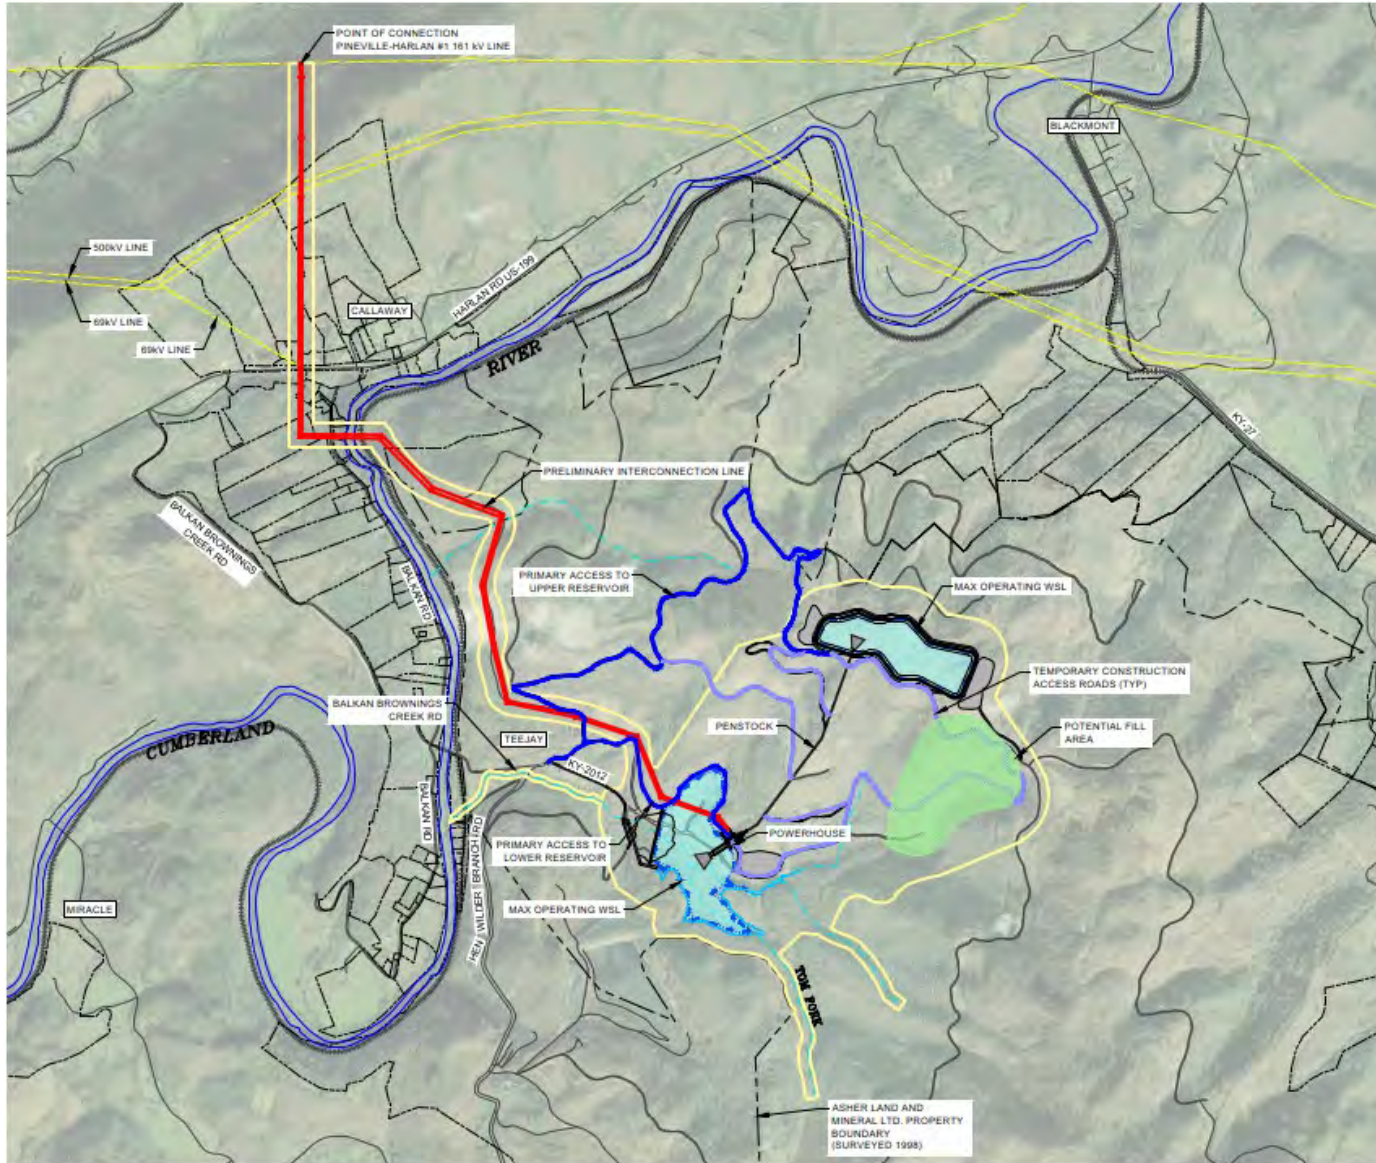 POINT OF CONNECTION
PINEVILLE-HARLAN #1 161 kV LINE
BLACKMONT
500kV LINE
69kV LINE
69kV LINE
CALLAWAY
HARLAN RD US-199
RIVER
KY-27
PRELIMINARY INTERCONNECTION LINE
BALKAN BROWNINGS
CREEK RD
BALKAN RD
PRIMARY ACCESS TO
UPPER RESERVOIR
MAX OPERATING WSL
TEMPORARY CONSTRUCTION
ACCESS ROADS (TYP)
BALKAN BROWNINGS
CREEK RD
PENSTOCK
POTENTIAL FILL
AREA
CUMBERLAND
TEEJAY
KY-2012
BALKAN RD
HEN WILDER BRANCH RD
POWERHOUSE
PRIMARY ACCESS TO
LOWER RESERVOIR
MIRACLE
MAX OPERATING WSL
TOM FORK
ASHER LAND AND
MINERAL LTD. PROPERTY
BOUNDARY
(SURVEYED 1998)